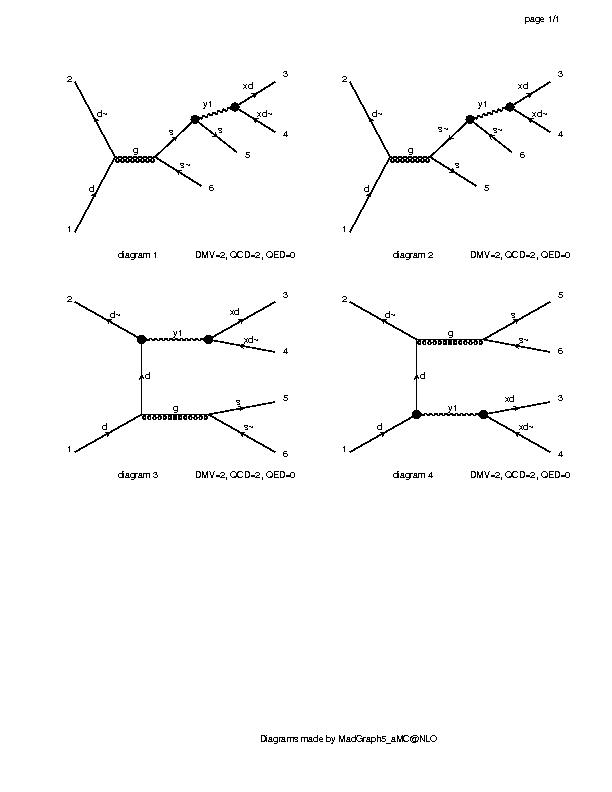 page 1/1
2 d~ g d 1 s y1 xd 3 xd~ 4 s 5 s~ 6
diagram 1 DMV=2, QCD=2, QED=0
2 d~ g d 1 s~ y1 xd 3 xd~ 4 s~ 6 s 5
diagram 2 DMV=2, QCD=2, QED=0
2 d~ y1 xd 3 xd~ 4 d d 1 g s 5 s~ 6
diagram 3 DMV=2, QCD=2, QED=0
2 d~ g s 5 s~ 6 d d 1 y1 xd 3 xd~ 4
diagram 4 DMV=2, QCD=2, QED=0
Diagrams made by MadGraph5_aMC@NLO